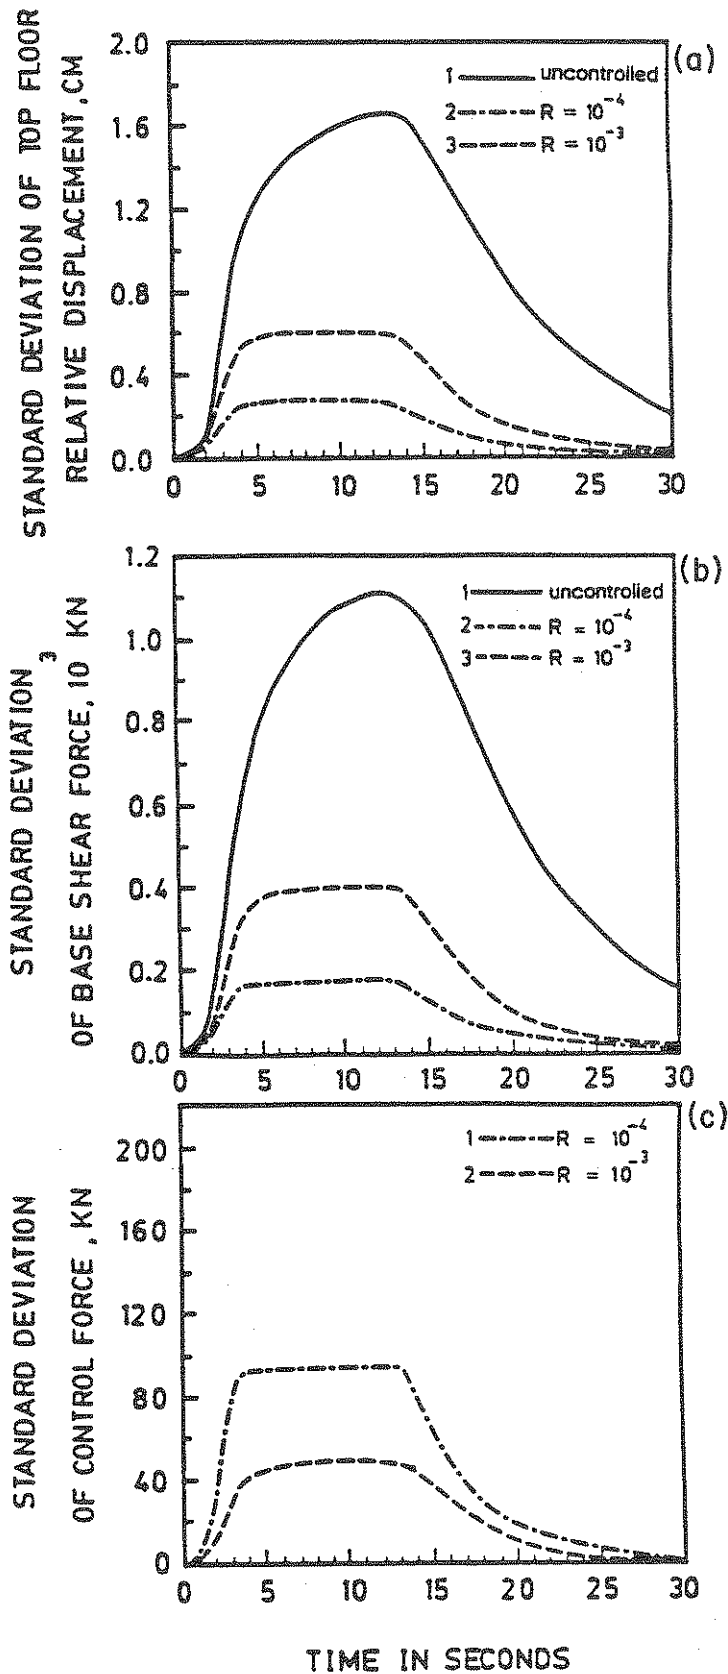 (a)
STANDARD DEVIATION OF TOP FLOOR
RELATIVE DISPLACEMENT, CM
2.0
1.6
1.2
0.8
0.4
0.0
1 uncontrolled
2 R = 10⁻⁴
3 R = 10⁻³
0 5 10 15 20 25 30
(b)
STANDARD DEVIATION
OF BASE SHEAR FORCE, 10³ KN
1.2
1.0
0.8
0.6
0.4
0.2
0.0
1 uncontrolled
2 R = 10⁻⁴
3 R = 10⁻³
0 5 10 15 20 25 30
(c)
STANDARD DEVIATION
OF CONTROL FORCE, KN
200
160
120
80
40
0
1 R = 10⁻⁴
2 R = 10⁻³
0 5 10 15 20 25 30
TIME IN SECONDS